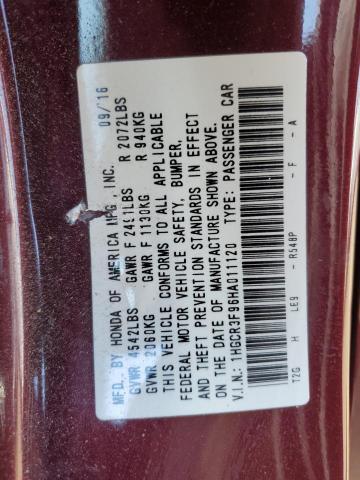 MFD. BY HONDA OF AMERICA MFG., INC. 09/16
GVWR 4542LBS GAWR F 2491LBS R 2072LBS
GVWR 2060KG GAWR F 1130KG R 940KG
THIS VEHICLE CONFORMS TO ALL APPLICABLE
FEDERAL MOTOR VEHICLE SAFETY, BUMPER,
AND THEFT PREVENTION STANDARDS IN EFFECT
ON THE DATE OF MANUFACTURE SHOWN ABOVE.
V.I.N.: 1HGCR3F96HA011120 TYPE: PASSENGER CAR
T2G H LE9 - R548P - F - A